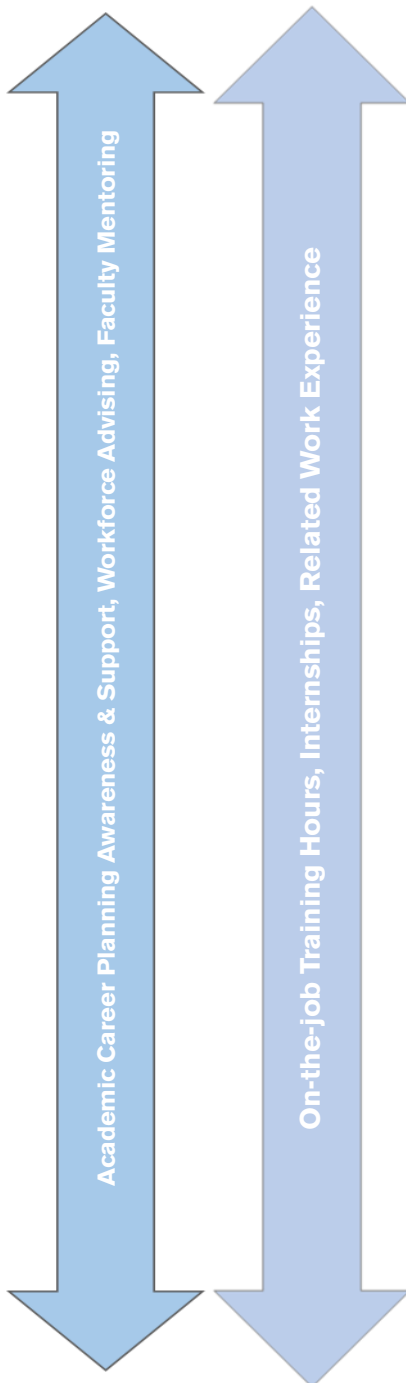 Academic Career Planning Awareness & Support, Workforce Advising, Faculty Mentoring
On-the-job Training Hours, Internships, Related Work Experience